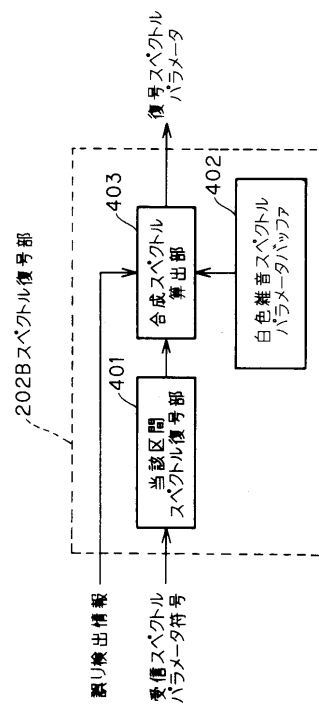 202Bスペクトル復号部
誤り検出情報
受信スペクトル
パラメータ符号
401
当該区間
スペクトル復号部
403
合成スペクトル
算出部
402
白色雑音スペクトル
パラメータバッファ
復号スペクトル
パラメータ